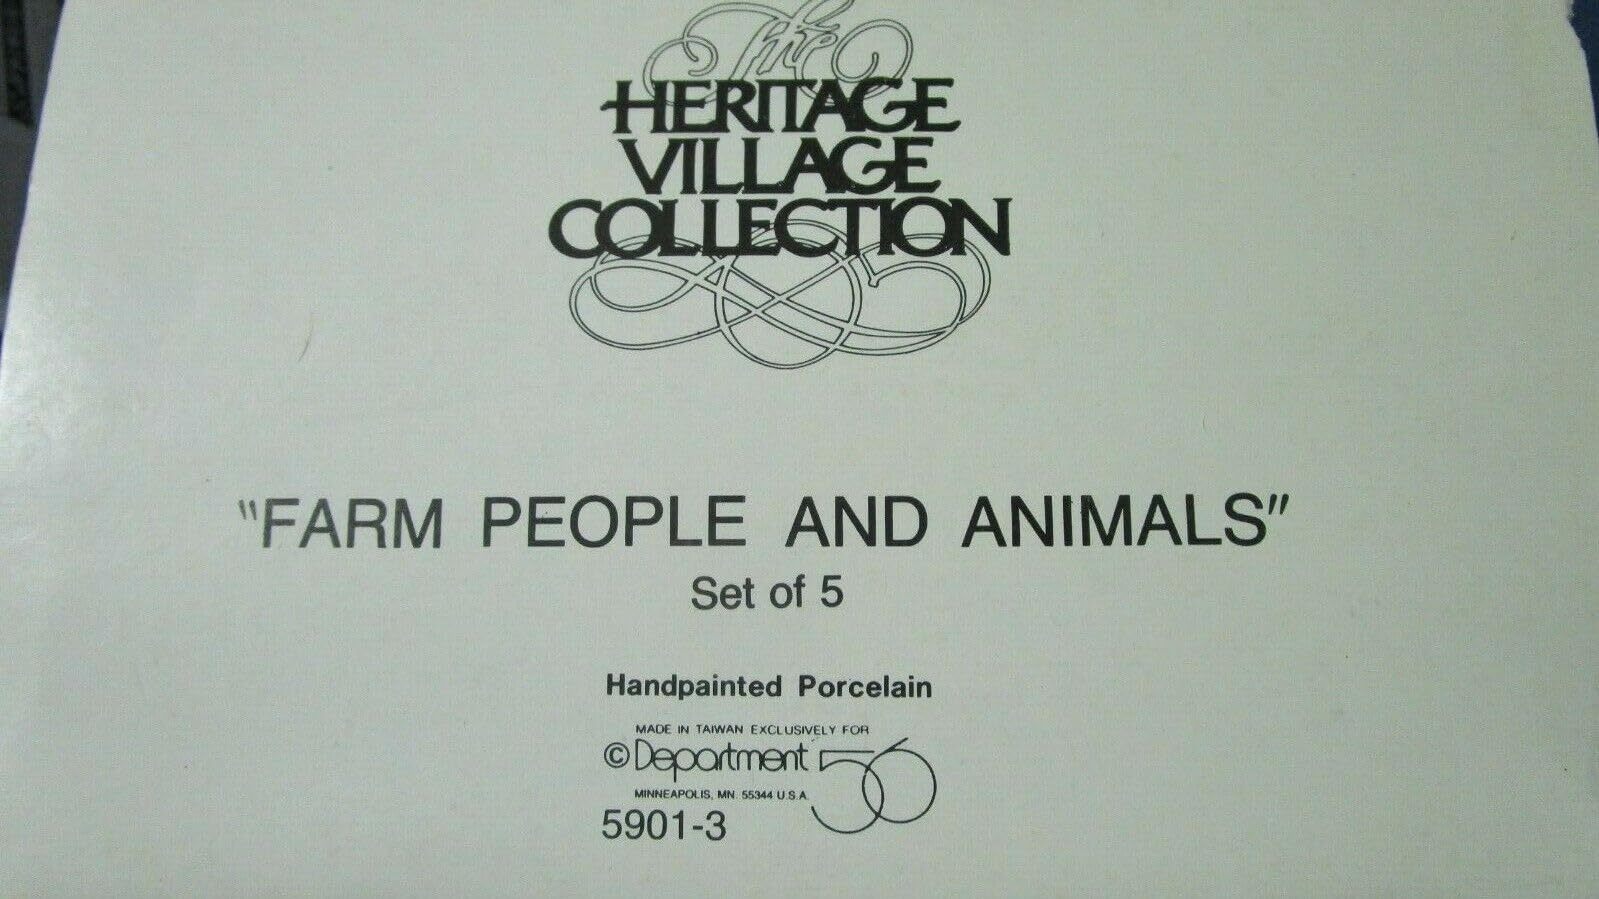 The
HERITAGE
VILLAGE
COLLECTION
"FARM PEOPLE AND ANIMALS"
Set of 5
Handpainted Porcelain
MADE IN TAIWAN EXCLUSIVELY FOR
© Department 56
MINNEAPOLIS, MN 55344 U.S.A.
5901-3